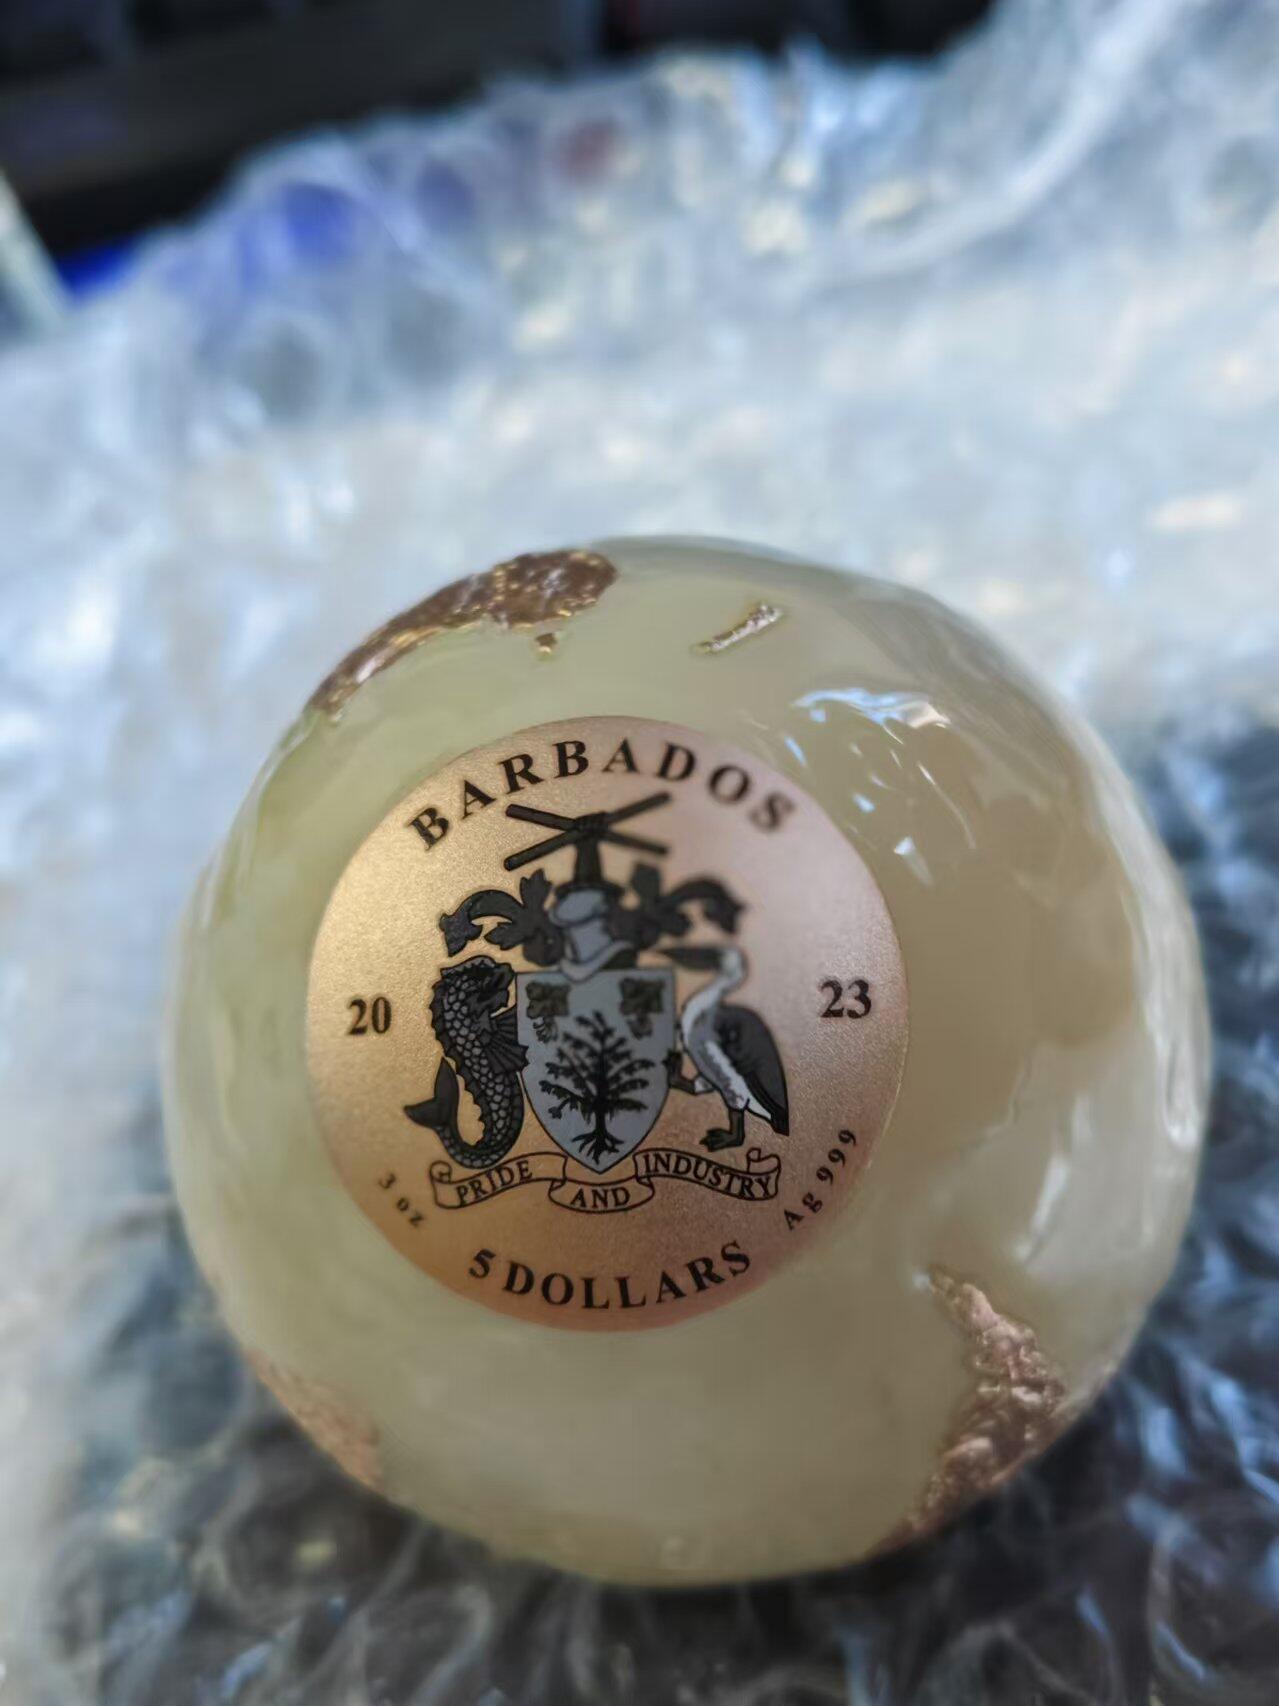 BARBADOS
20 23
PRIDE AND INDUSTRY
3 oz Ag 999
5 DOLLARS